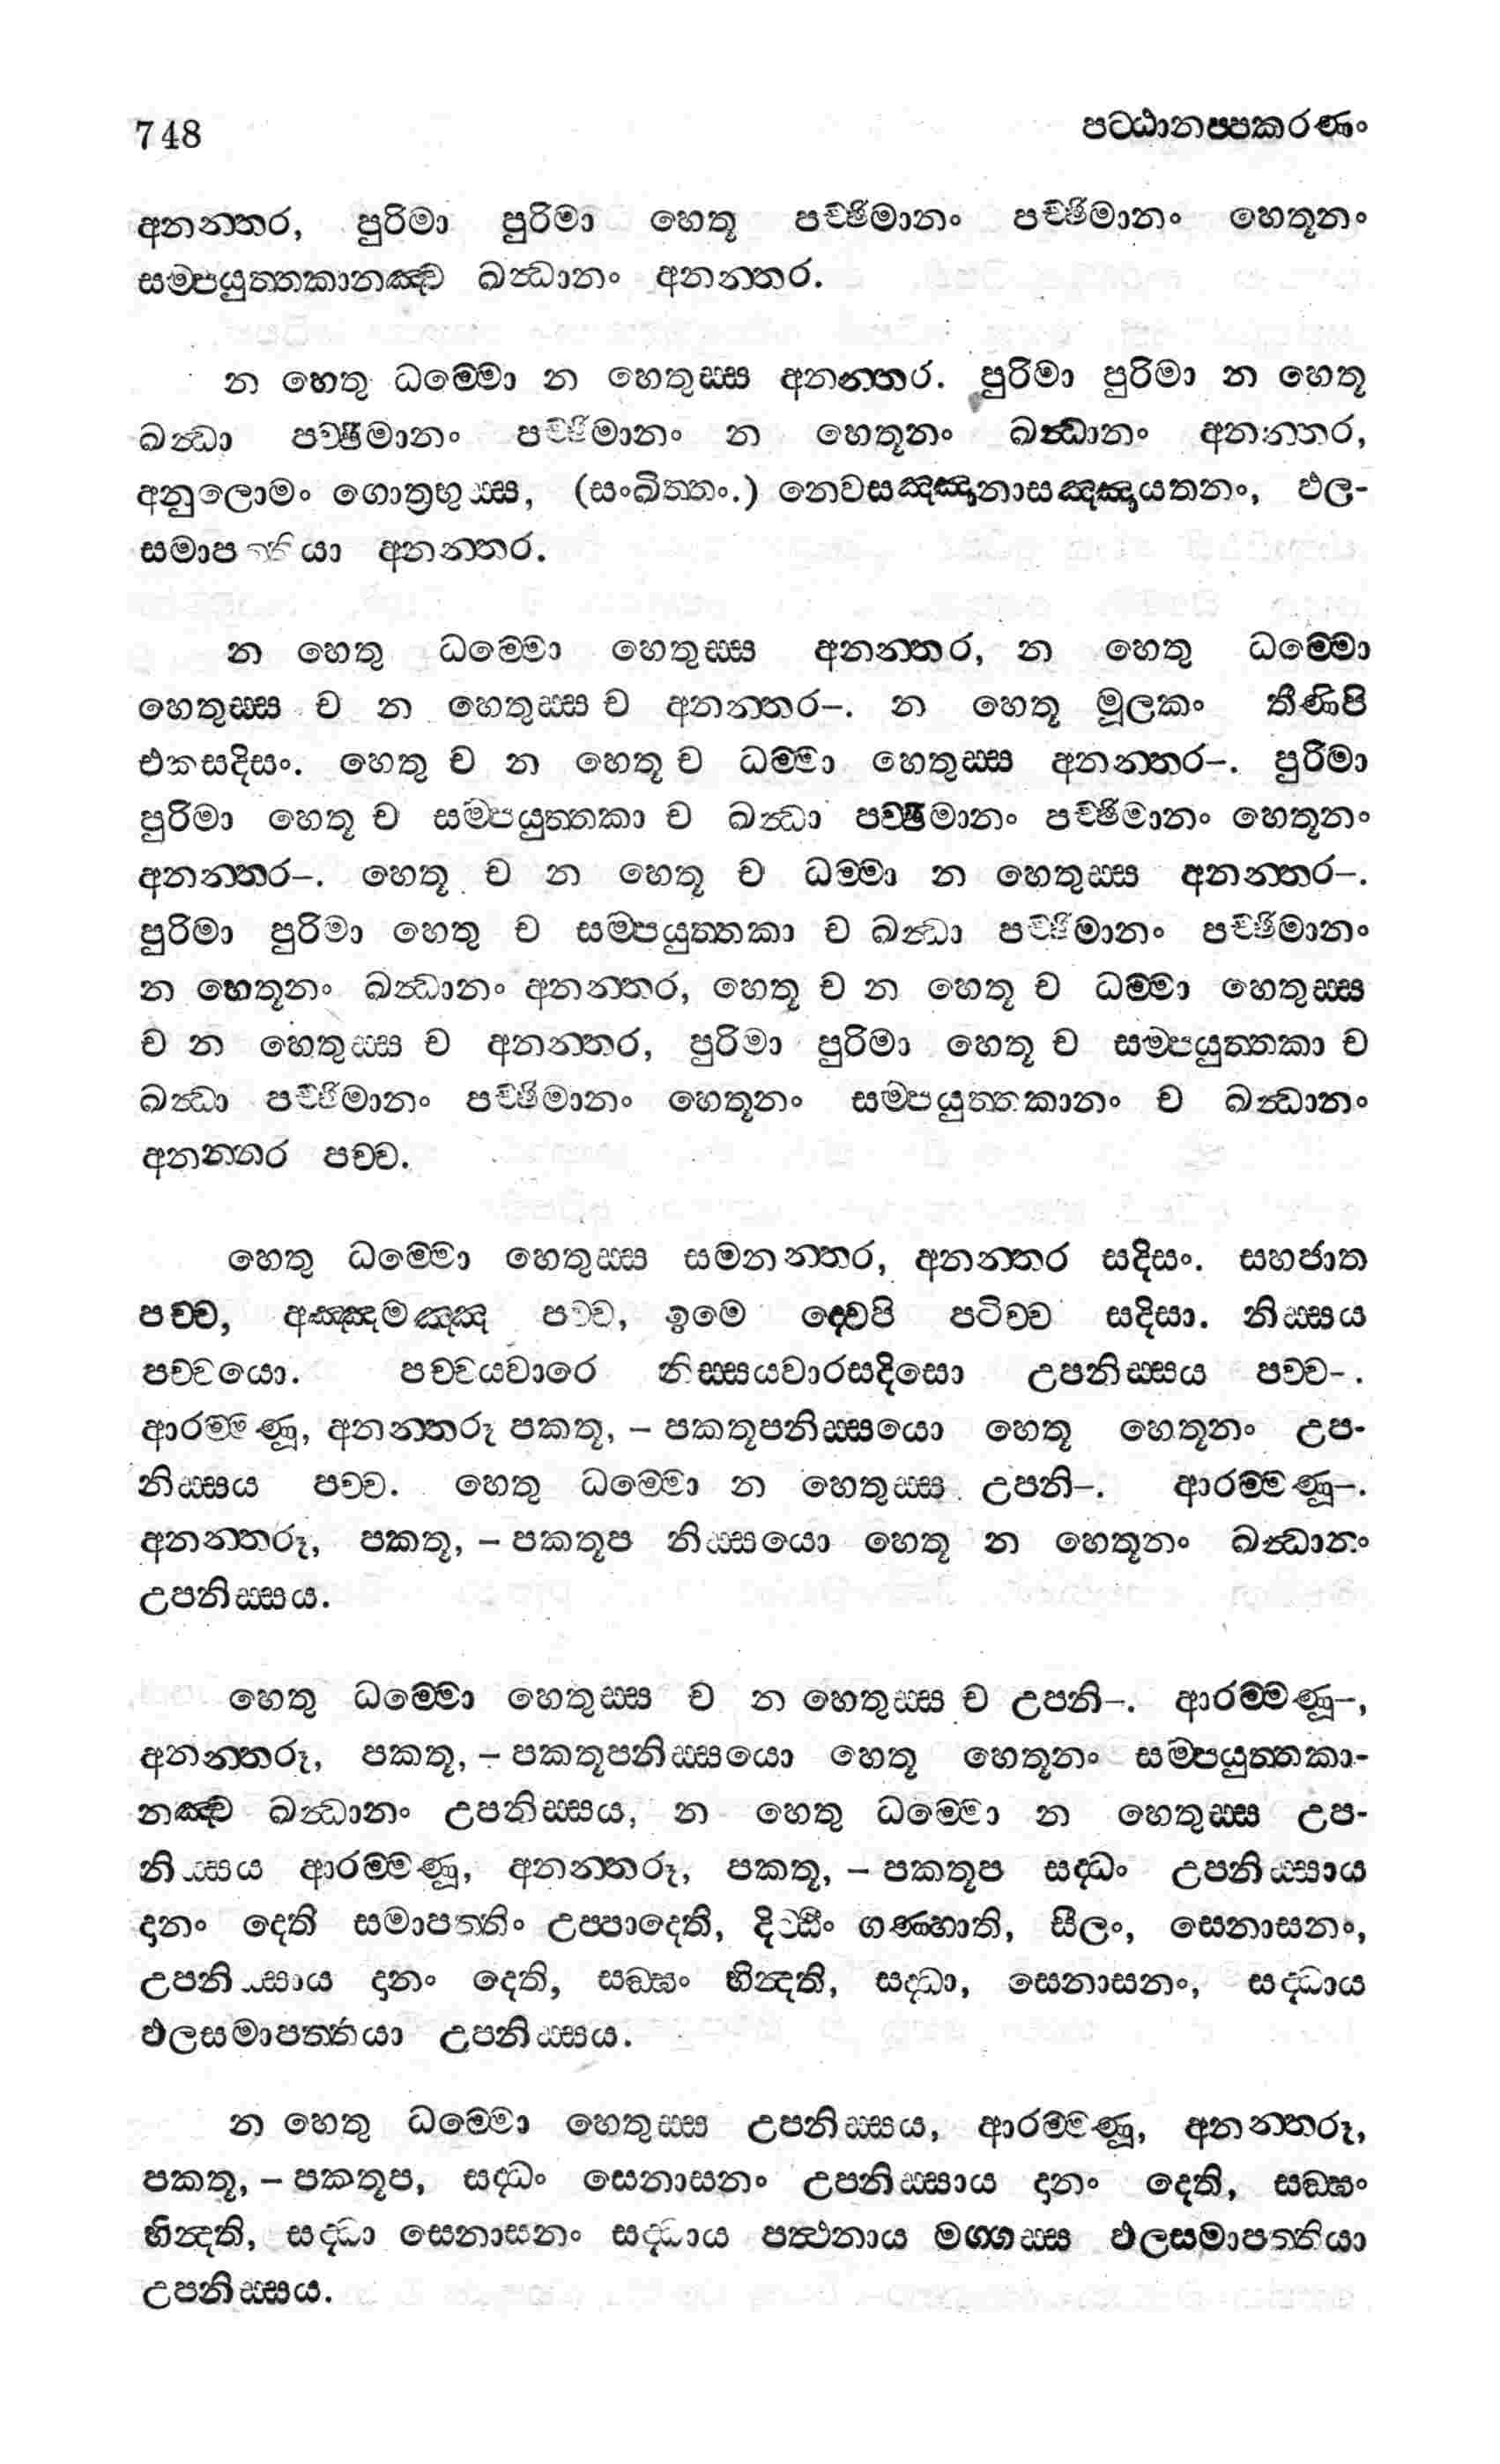 748 පට්ඨානප්පකරණං
අනන්තර, පුරිමා පුරිමා හෙතූ පච්ඡිමානං පච්ඡිමානං හෙතූනං
සම්පයුත්තකානඤ්ච ඛන්ධානං අනන්තර.
න හෙතු ධම්මො න හෙතුස්ස අනන්තර. පුරිමා පුරිමා න හෙතූ
ඛන්ධා පච්ඡිමානං පච්ඡිමානං න හෙතූනං ඛන්ධානං අනන්තර,
අනුලොමං ගොත්‍රභුස්ස, (සංඛිත්තං.) නෙවසඤ්ඤානාසඤ්ඤායතනං, ඵල-
සමාපත්තියා අනන්තර.
න හෙතු ධම්මො හෙතුස්ස අනන්තර, න හෙතු ධම්මො
හෙතුස්ස ච න හෙතුස්ස ච අනන්තර–. න හෙතූ මූලකං තීණිපි
එකසදිසං. හෙතු ච න හෙතූ ච ධම්මා හෙතුස්ස අනන්තර–. පුරිමා
පුරිමා හෙතූ ච සම්පයුත්තකා ච ඛන්ධා පච්ඡිමානං පච්ඡිමානං හෙතූනං
අනන්තර–. හෙතූ ච න හෙතූ ච ධම්මා න හෙතුස්ස අනන්තර–.
පුරිමා පුරිමා හෙතු ච සම්පයුත්තකා ච ඛන්ධා පච්ඡිමානං පච්ඡිමානං
න හෙතූනං ඛන්ධානං අනන්තර, හෙතූ ච න හෙතූ ච ධම්මා හෙතුස්ස
ච න හෙතුස්ස ච අනන්තර, පුරිමා පුරිමා හෙතූ ච සම්පයුත්තකා ච
ඛන්ධා පච්ඡිමානං පච්ඡිමානං හෙතූනං සම්පයුත්තකානං ච ඛන්ධානං
අනන්තර පච්ච.
හෙතු ධම්මො හෙතුස්ස සමනන්තර, අනන්තර සදිසං. සහජාත
පච්ච, අඤ්ඤමඤ්ඤ පච්ච, ඉමෙ ද්වෙපි පටිච්ච සදිසා. නිස්සය
පච්චයො. පච්චයවාරෙ නිස්සයවාරසදිසො උපනිස්සය පච්ච-.
ආරම්මණූ, අනන්තරූ පකතූ, – පකතූපනිස්සයො හෙතූ හෙතූනං උප-
නිස්සය පච්ච. හෙතු ධම්මො න හෙතුස්ස උපනි–. ආරම්මණූ–.
අනන්තරූ, පකතූ, – පකතූප නිස්සයො හෙතූ න හෙතූනං ඛන්ධානං
උපනිස්සය.
හෙතු ධම්මො හෙතුස්ස ච න හෙතුස්ස ච උපනි–. ආරම්මණූ–,
අනන්තරූ, පකතූ, – පකතූපනිස්සයො හෙතූ හෙතූනං සම්පයුත්තකා-
නඤ්ච ඛන්ධානං උපනිස්සය, න හෙතු ධම්මො න හෙතුස්ස උප-
නිස්සය ආරම්මණූ, අනන්තරූ, පකතූ, – පකතූප සද්ධං උපනිස්සාය
දානං දෙති සමාපත්තිං උප්පාදෙති, දිට්ඨිං ගණ්හාති, සීලං, සෙනාසනං,
උපනිස්සාය දානං දෙති, සඞ්ඝං භින්දති, සද්ධා, සෙනාසනං, සද්ධාය
ඵලසමාපත්තියා උපනිස්සය.
න හෙතු ධම්මො හෙතුස්ස උපනිස්සය, ආරම්මණූ, අනන්තරූ,
පකතූ, – පකතූප, සද්ධං සෙනාසනං උපනිස්සාය දානං දෙති, සඞ්ඝං
භින්දති, සද්ධා සෙනාසනං සද්ධාය පත්ථනාය මග්ගස්ස ඵලසමාපත්තියා
උපනිස්සය.